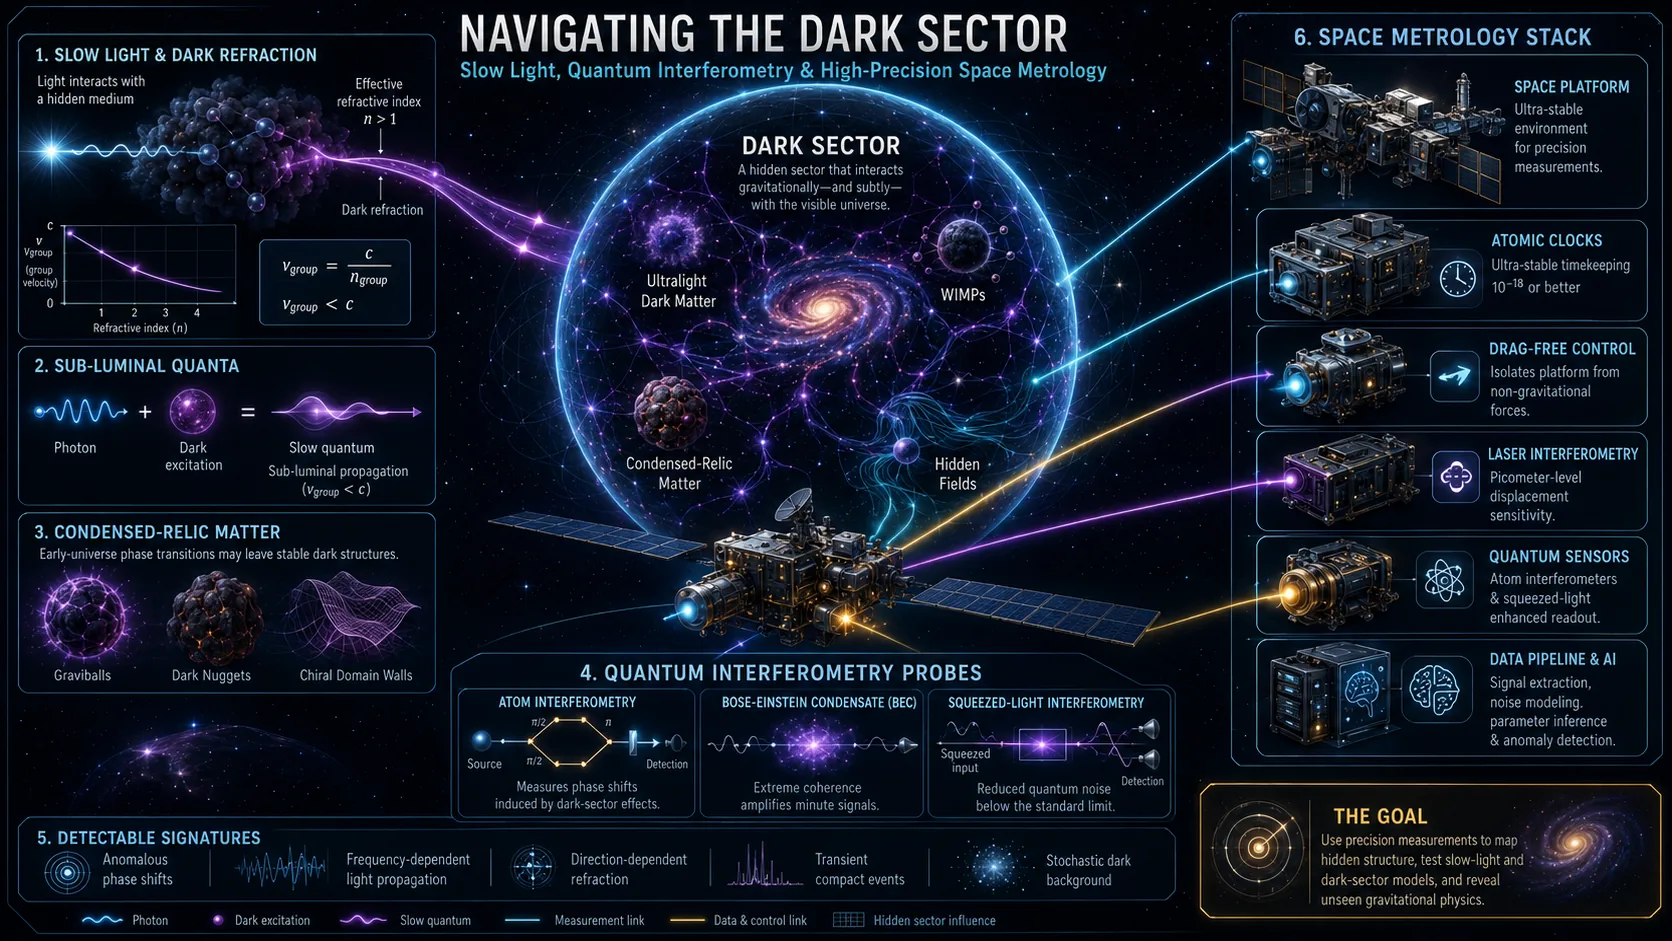 NAVIGATING THE DARK SECTOR
Slow Light, Quantum Interferometry & High-Precision Space Metrology
1. SLOW LIGHT & DARK REFRACTION
Light interacts with
a hidden medium
Effective
refractive index
n > 1
Dark refraction
c
v
Vgroup
(group
velocity)
0
1 2 3 4
Refractive index (n)
vgroup = c / ngroup
vgroup < c
2. SUB-LUMINAL QUANTA
+ =
Photon
Dark
excitation
Slow quantum
Sub-luminal propagation
(vgroup < c)
3. CONDENSED-RELIC MATTER
Early-universe phase transitions may leave stable dark structures.
Graviballs
Dark Nuggets
Chiral Domain Walls
DARK SECTOR
A hidden sector that interacts
gravitationally—and subtly—
with the visible universe.
Ultralight
Dark Matter
WIMPs
Condensed-Relic
Matter
Hidden
Fields
4. QUANTUM INTERFEROMETRY PROBES
ATOM INTERFEROMETRY
π/2
n
π/2
Source
Detection
Measures phase shifts
induced by dark-sector effects.
BOSE-EINSTEIN CONDENSATE (BEC)
Extreme coherence
amplifies minute signals.
SQUEEZED-LIGHT INTERFEROMETRY
Squeezed
input
Detection
Reduced quantum noise
below the standard limit.
5. DETECTABLE SIGNATURES
Anomalous
phase shifts
Frequency-dependent
light propagation
Direction-dependent
refraction
Transient
compact events
Stochastic dark
background
Photon
Dark excitation
Slow quantum
Measurement link
Data & control link
Hidden sector influence
6. SPACE METROLOGY STACK
SPACE PLATFORM
Ultra-stable
environment
for precision
measurements.
ATOMIC CLOCKS
Ultra-stable timekeeping
10⁻¹⁸ or better
DRAG-FREE CONTROL
Isolates platform from
non-gravitational
forces.
LASER INTERFEROMETRY
Picometer-level
displacement
sensitivity.
QUANTUM SENSORS
Atom interferometers
& squeezed-light
enhanced readout.
DATA PIPELINE & AI
Signal extraction,
noise modeling.
parameter inference
& anomaly detection.
THE GOAL
Use precision measurements to map
hidden structure, test slow-light and
dark-sector models, and reveal
unseen gravitational physics.